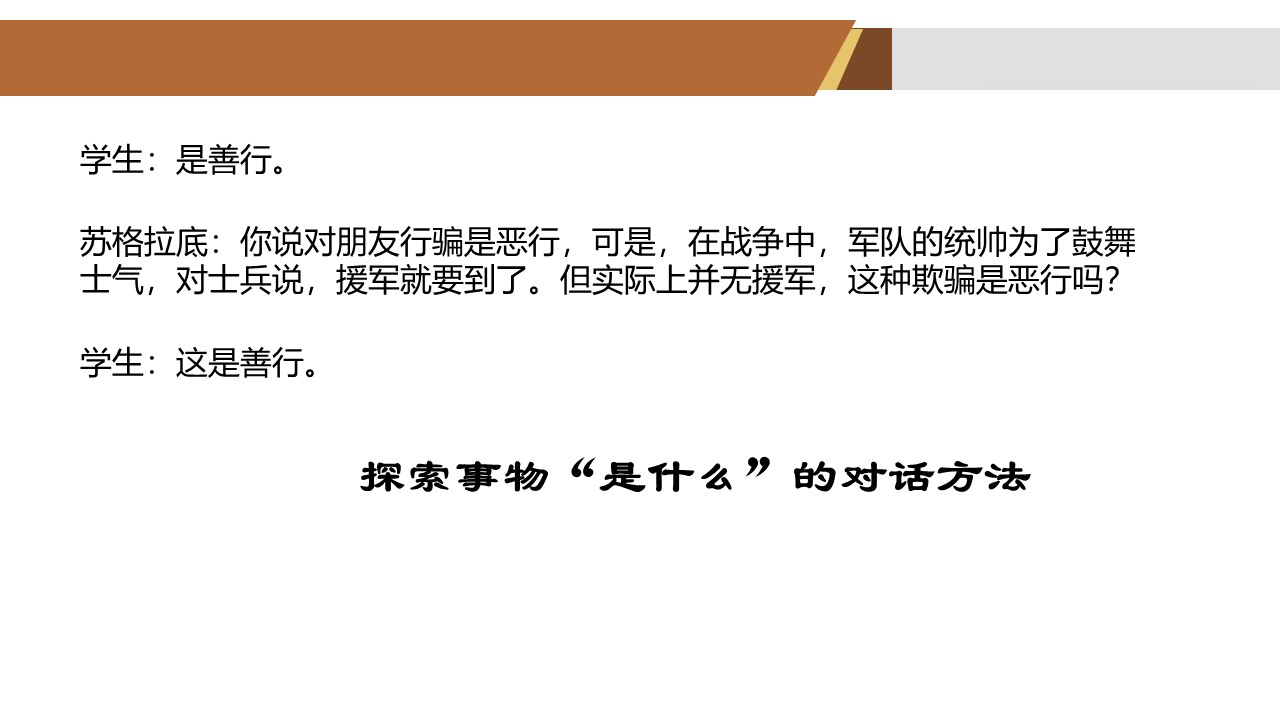 学生：是善行。
苏格拉底：你说对朋友行骗是恶行，可是，在战争中，军队的统帅为了鼓舞
士气，对士兵说，援军就要到了。但实际上并无援军，这种欺骗是恶行吗？
学生：这是善行。
探索事物“是什么”的对话方法